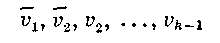 v̅₁, v̅₂, v₂, ..., vₖ₋₁